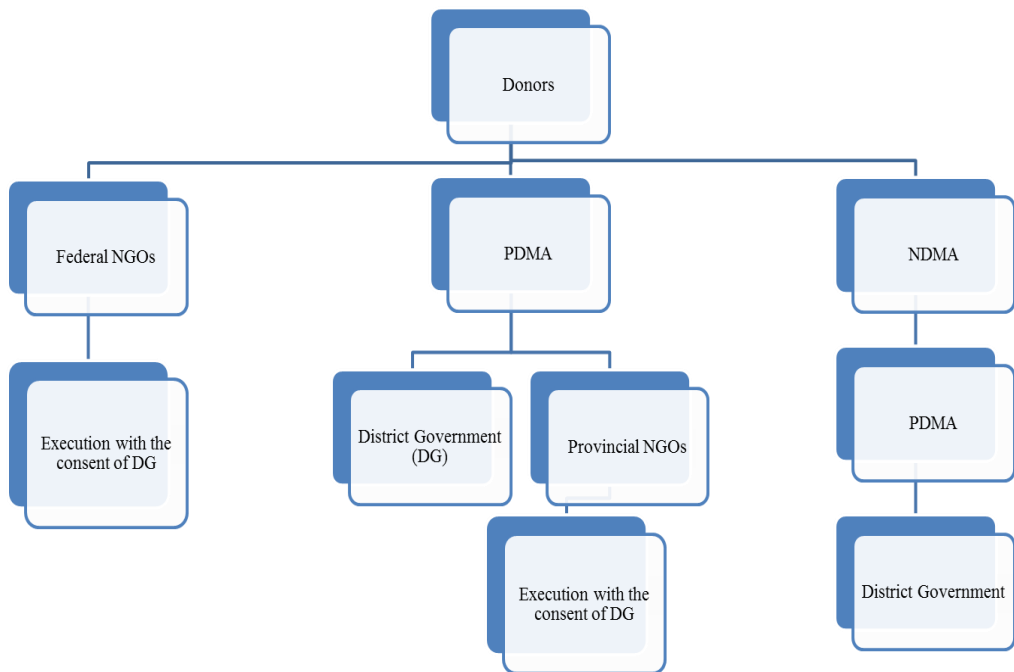 Donors
Federal NGOs
PDMA
NDMA
Execution with the
consent of DG
District Government
(DG)
Provincial NGOs
PDMA
Execution with the
consent of DG
District Government